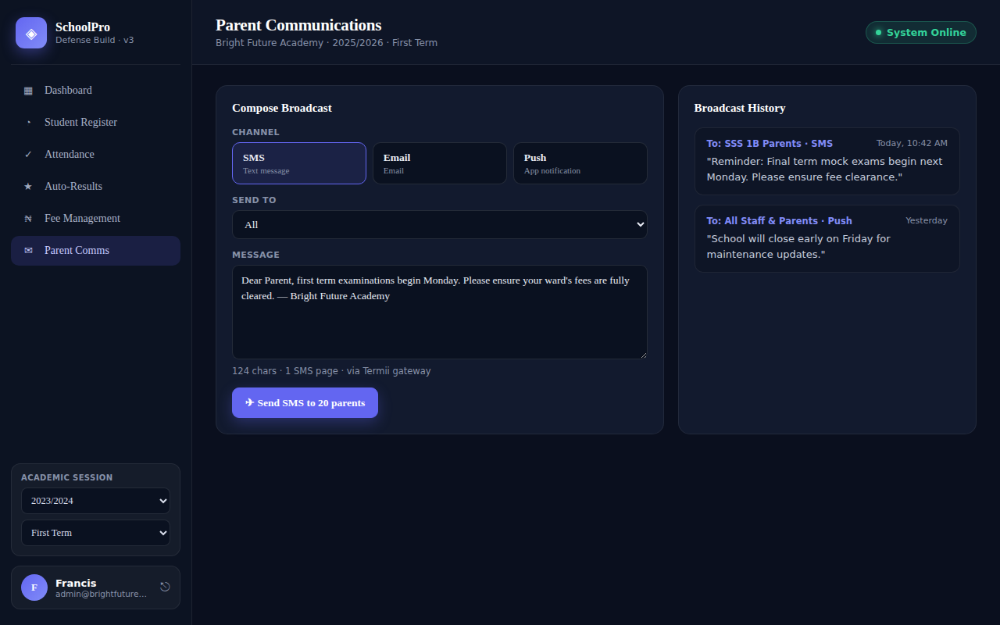 SchoolPro
Defense Build · v3
Dashboard
Student Register
Attendance
Auto-Results
₦ Fee Management
Parent Comms
ACADEMIC SESSION
2023/2024
First Term
F
Francis
admin@brightfuture...
Parent Communications
Bright Future Academy · 2025/2026 · First Term
System Online
Compose Broadcast
CHANNEL
SMS
Text message
Email
Email
Push
App notification
SEND TO
All
MESSAGE
Dear Parent, first term examinations begin Monday. Please ensure your ward's fees are fully
cleared. — Bright Future Academy
124 chars · 1 SMS page · via Termii gateway
✈ Send SMS to 20 parents
Broadcast History
To: SSS 1B Parents · SMS
Today, 10:42 AM
"Reminder: Final term mock exams begin next
Monday. Please ensure fee clearance."
To: All Staff & Parents · Push
Yesterday
"School will close early on Friday for
maintenance updates."